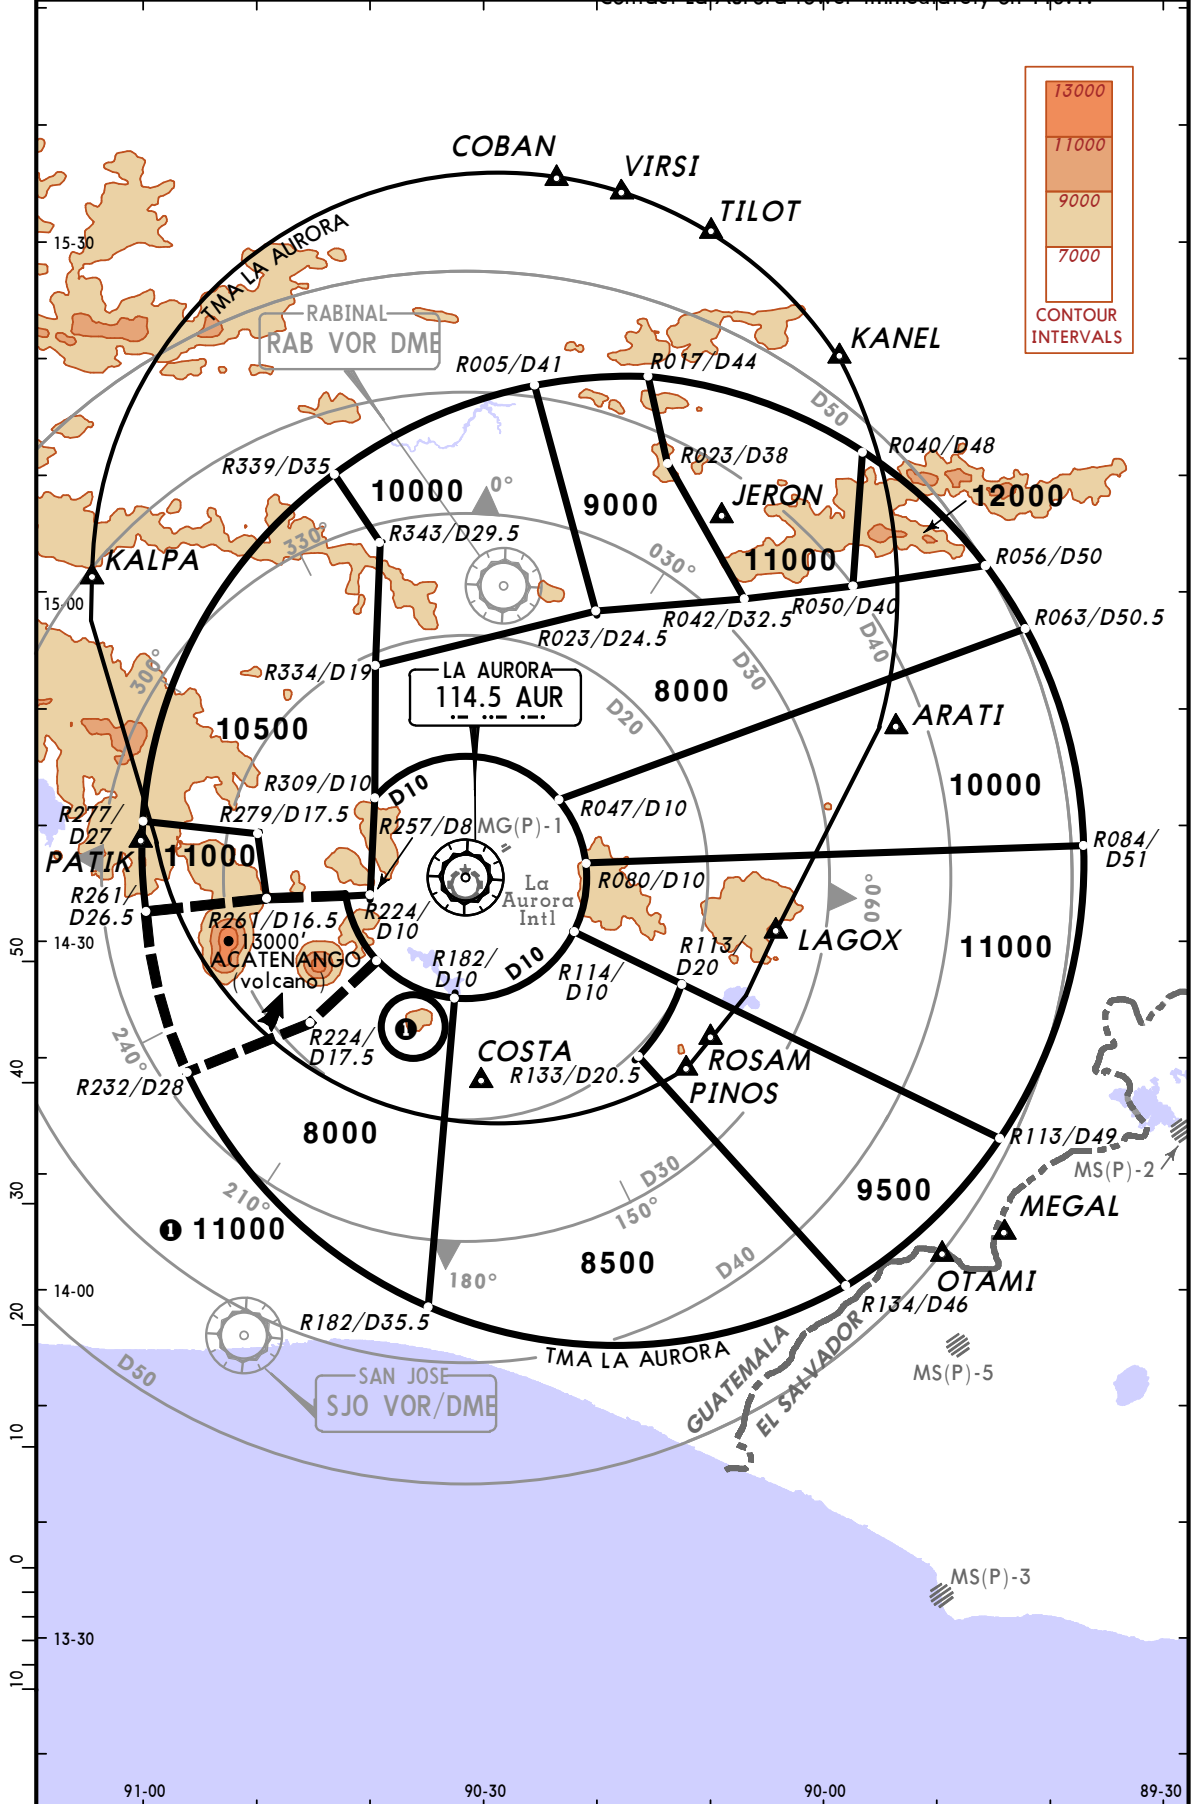 13000
11000
9000
7000
CONTOUR
INTERVALS
COBAN
VIRSI
TILOT
15-30
TMA LA AURORA
RABINAL
RAB VOR DME
KANEL
R005/D41
R017/D44
D50
R040/D48
R339/D35
R023/D38
10000
0°
9000
JERON
12000
330°
R343/D29.5
030°
11000
R056/D50
KALPA
15-00
R050/D40
R042/D32.5
R063/D50.5
R023/D24.5
D40
300°
R334/D19
LA AURORA
114.5 AUR
8000
D30
D20
ARATI
10500
R309/D10
D10
10000
R277/
D27
R279/D17.5
R257/D8
MG(P)-1
R047/D10
R084/
D51
PATIK
11000
R080/D10
La
Aurora
Intl
090°
R261/
D26.5
R261/D16.5
R224/
D10
13000'
ACATENANGO
(volcano)
14-30
50
LAGOX
11000
R182/
D10
D10
R114/
D10
R113/
D20
240°
R224/
D17.5
1
COSTA
R133/D20.5
ROSAM
PINOS
40
R232/D28
8000
R113/D49
MS(P)-2
D30
30
210°
150°
9500
MEGAL
1 11000
8500
D40
180°
OTAMI
14-00
20
R182/D35.5
R134/D46
TMA LA AURORA
GUATEMALA
EL SALVADOR
MS(P)-5
D50
SAN JOSE
SJO VOR/DME
10
0
MS(P)-3
13-30
10
91-00
90-30
90-00
89-30